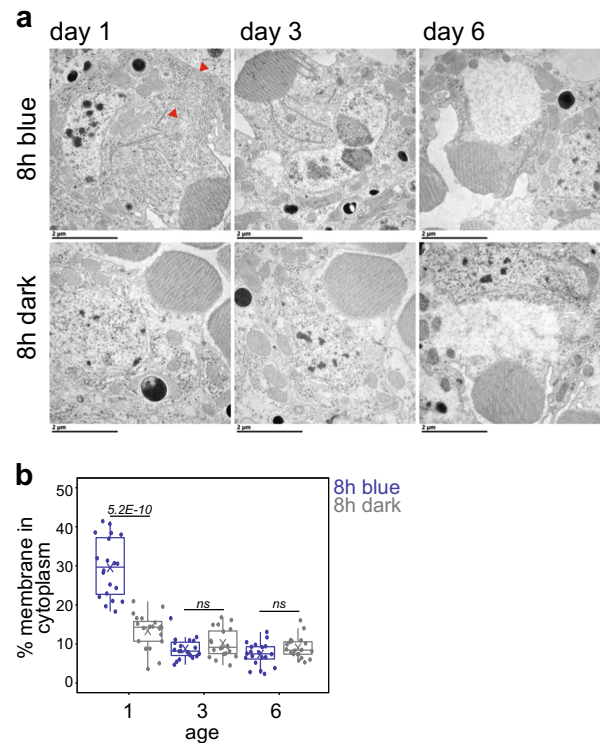 a
day 1 day 3 day 6
8h blue
2 µm 2 µm 2 µm
8h dark
2 µm 2 µm 2 µm
b
8h blue
8h dark
% membrane in
cytoplasm
50
40
30
20
10
0
5.2E-10
ns ns
1 3 6
age